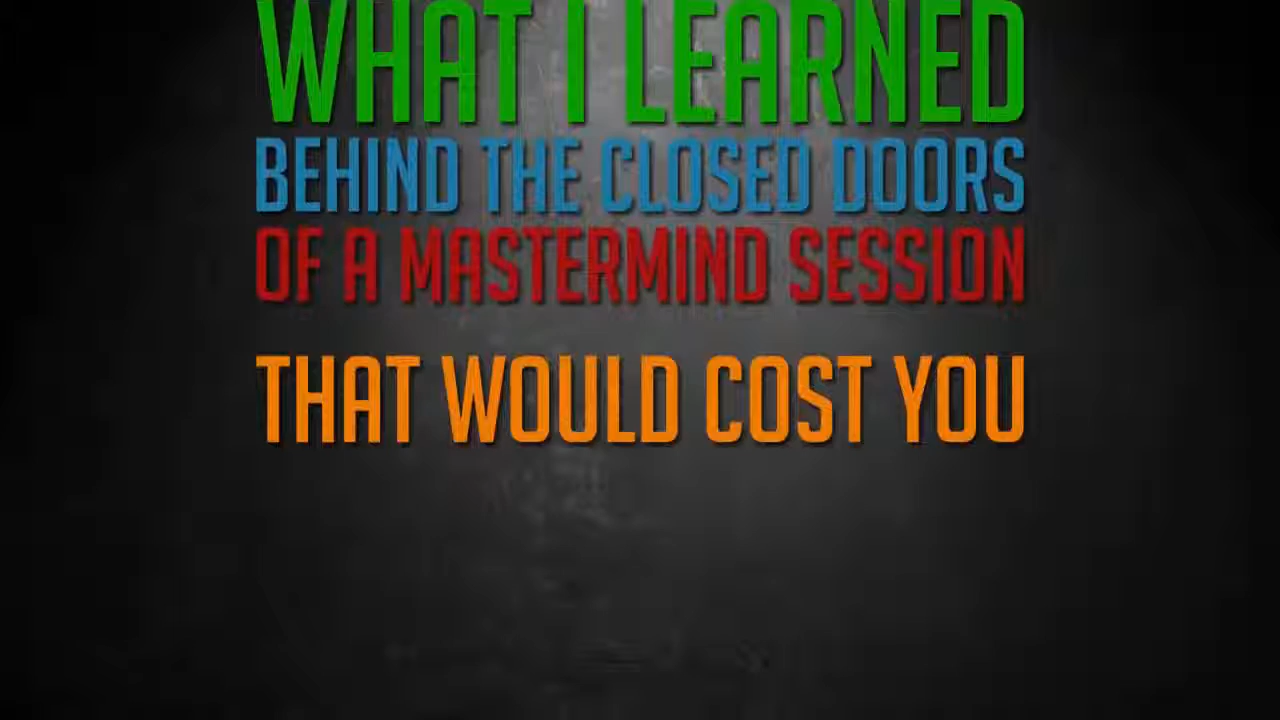 WHAT I LEARNED
BEHIND THE CLOSED DOORS
OF A MASTERMIND SESSION
THAT WOULD COST YOU